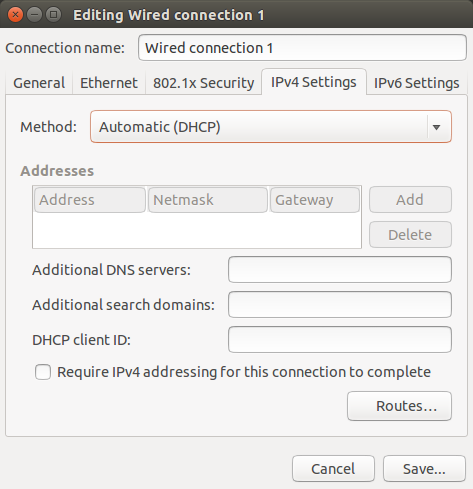 Editing Wired connection 1
Connection name: Wired connection 1
General Ethernet 802.1x Security IPv4 Settings IPv6 Settings
Method: Automatic (DHCP)
Addresses
Address Netmask Gateway Add
Delete
Additional DNS servers:
Additional search domains:
DHCP client ID:
Require IPv4 addressing for this connection to complete
Routes...
Cancel Save...